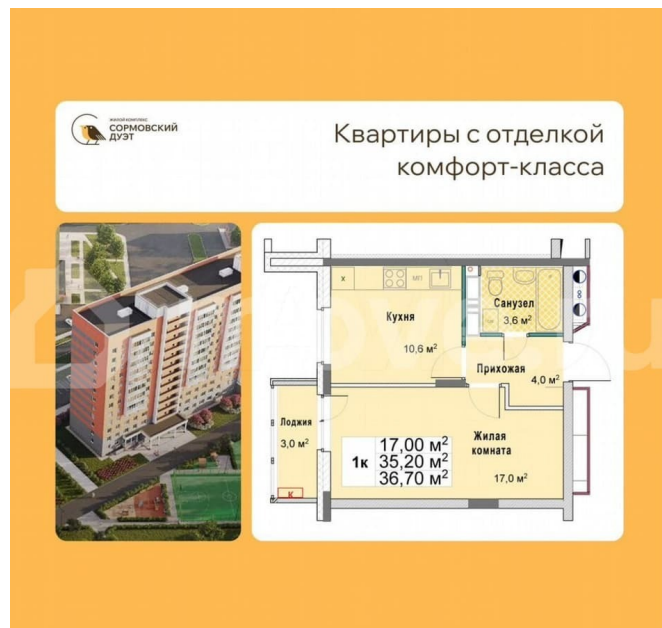 ЖИЛОЙ КОМПЛЕКС
СОРМОВСКИЙ
ДУЭТ
Квартиры с отделкой
комфорт-класса
х
МП
Кухня
10,6 м²
Санузел
3,6 м²
Прихожая
4,0 м²
Лоджия
3,0 м²
К
1к
17,00 м²
35,20 м²
36,70 м²
Жилая
комната
17,0 м²